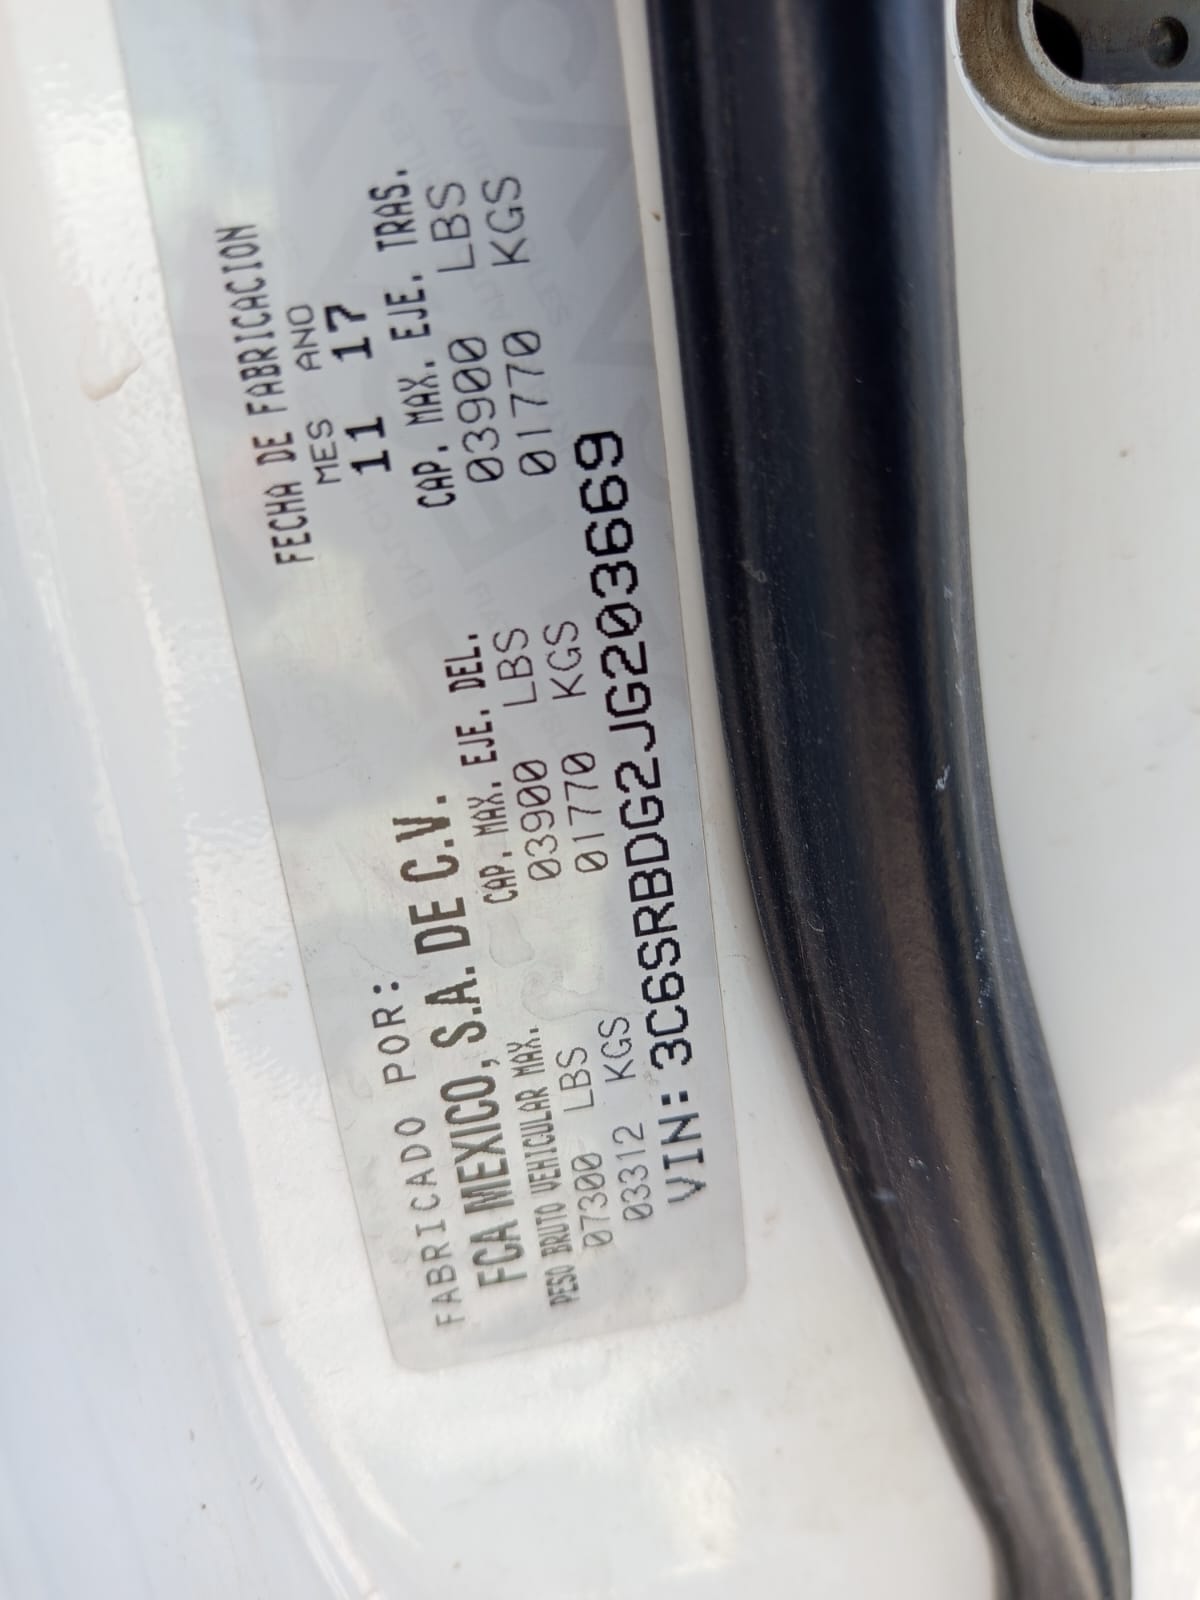 FABRICADO POR:
FCA MEXICO, S.A. DE C.V.
FECHA DE FABRICACION
MES ANO
11 17
PESO BRUTO VEHICULAR MAX.
07300 LBS
03312 KGS
CAP. MAX. EJE. DEL.
03900 LBS
01770 KGS
CAP. MAX. EJE. TRAS.
03900 LBS
01770 KGS
VIN: 3C6SRBDG2JG203669